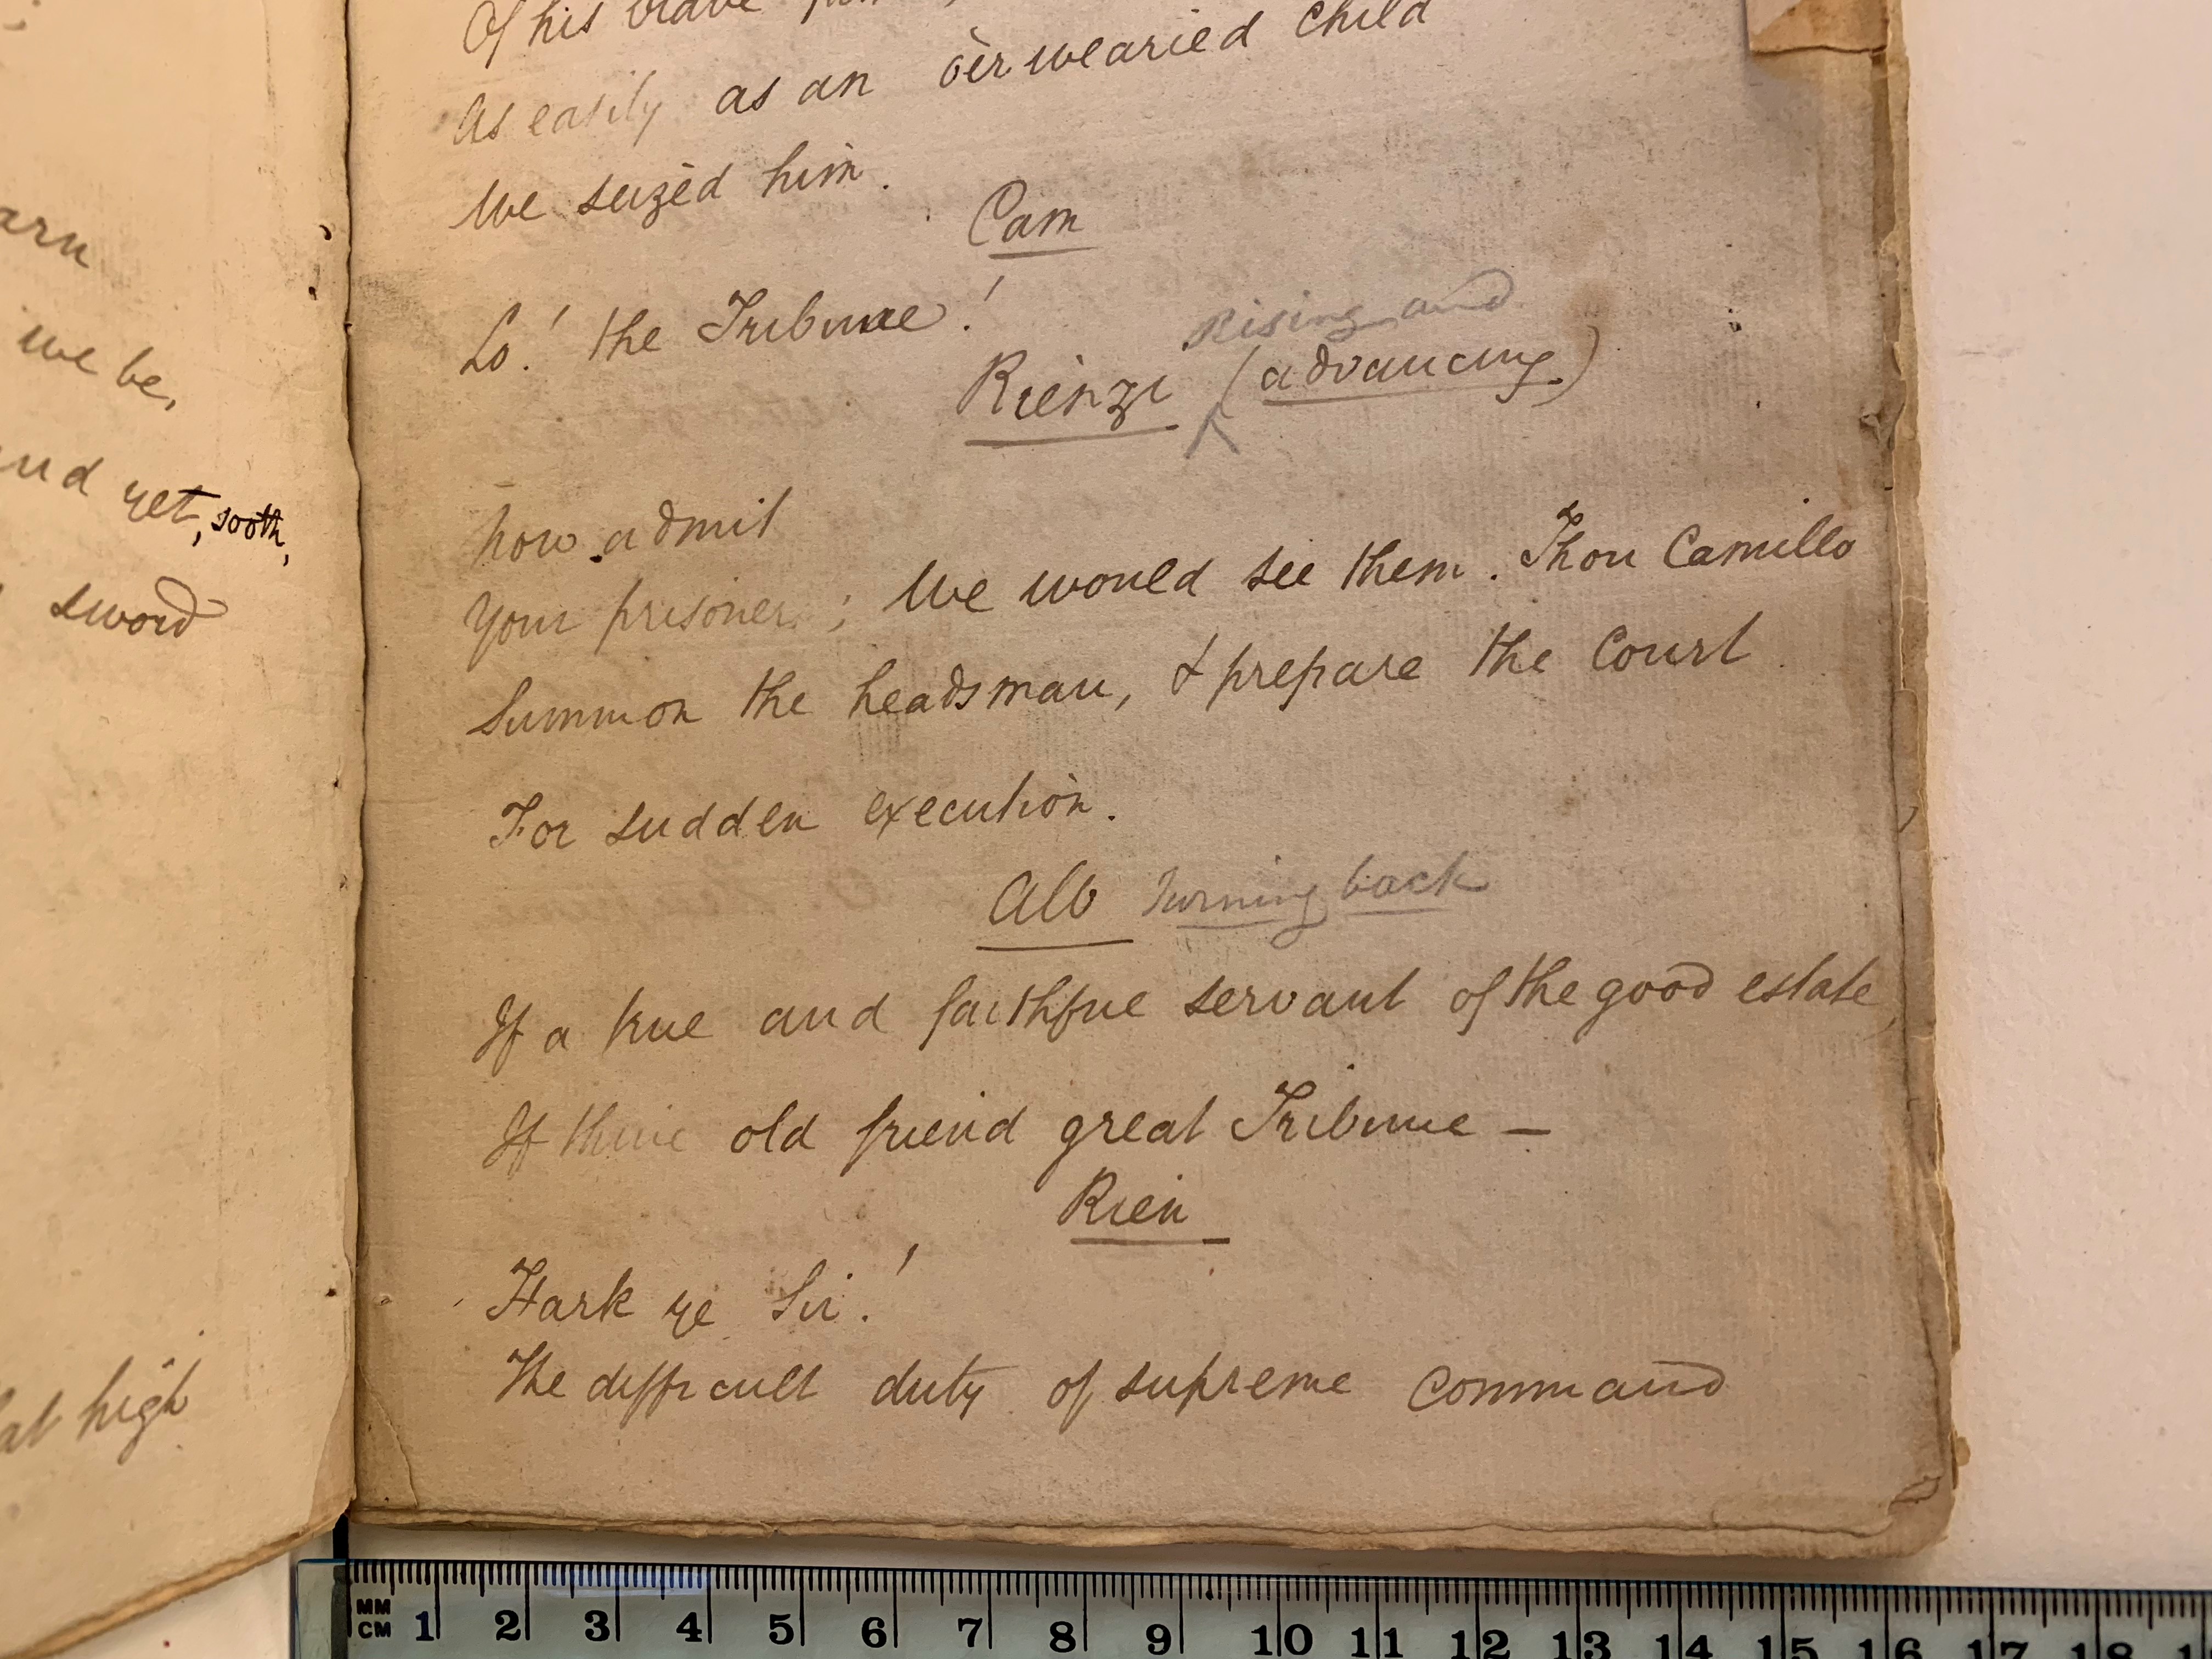 arn
we be,
and yet, sooth,
sword
at high
Of his brave
As easily as an o'erwearied child
We seized him.
Cam
Lo! the Tribune!
Rising and
Rienzi (advancing.)
Now admit
Your prisoner; We would see them. Thou Camillo
Summon the headsman, & prepare the Court
For sudden execution.
Alb Turning back
If a true and faithful servant of the good estate,
If thine old friend great Tribune —
Rien
Hark ye Sir!
The difficult duty of supreme command
MM
CM 1 2 3 4 5 6 7 8 9 10 11 12 13 14 15 16 17 18